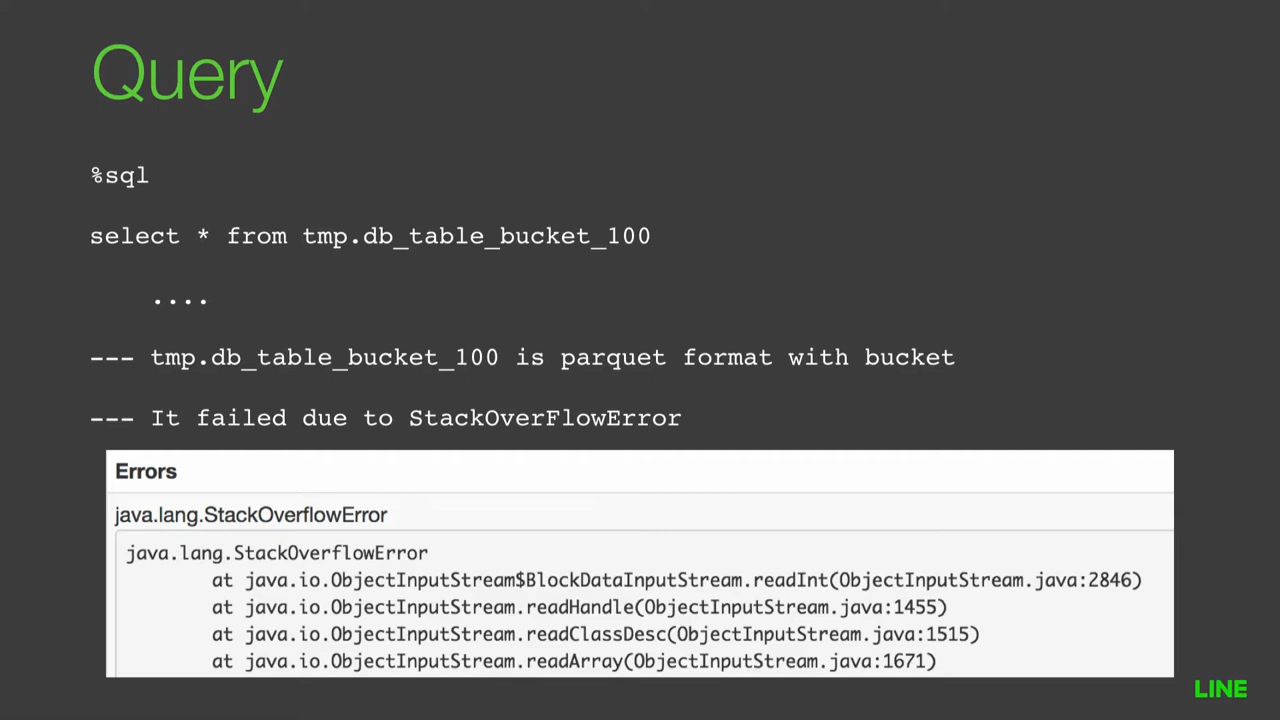 Query
%sql
select * from tmp.db_table_bucket_100
....
--- tmp.db_table_bucket_100 is parquet format with bucket
--- It failed due to StackOverFlowError
Errors
java.lang.StackOverflowError
java.lang.StackOverflowError
at java.io.ObjectInputStream$BlockDataInputStream.readInt(ObjectInputStream.java:2846)
at java.io.ObjectInputStream.readHandle(ObjectInputStream.java:1455)
at java.io.ObjectInputStream.readClassDesc(ObjectInputStream.java:1515)
at java.io.ObjectInputStream.readArray(ObjectInputStream.java:1671)
LINE